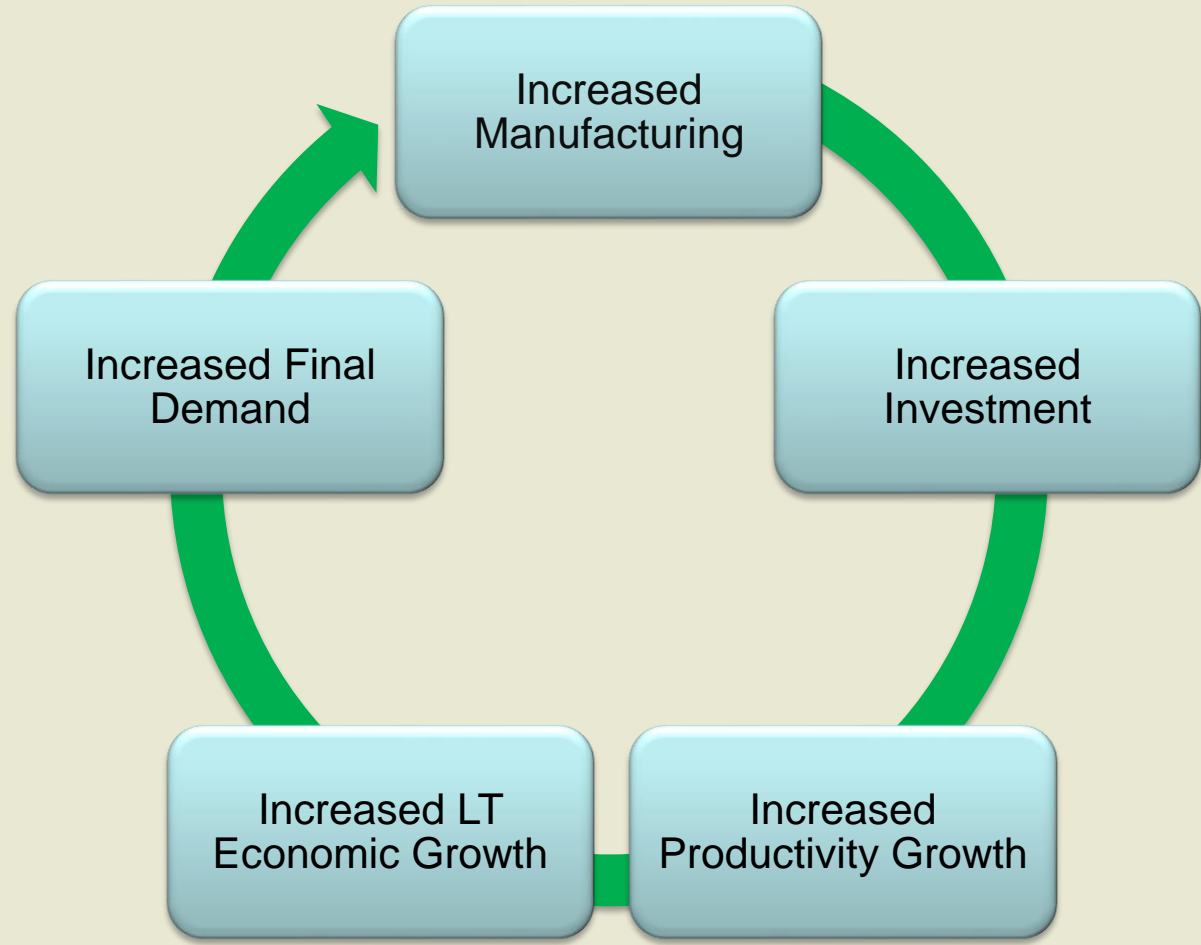 Increased
Manufacturing
Increased
Investment
Increased
Productivity Growth
Increased LT
Economic Growth
Increased Final
Demand